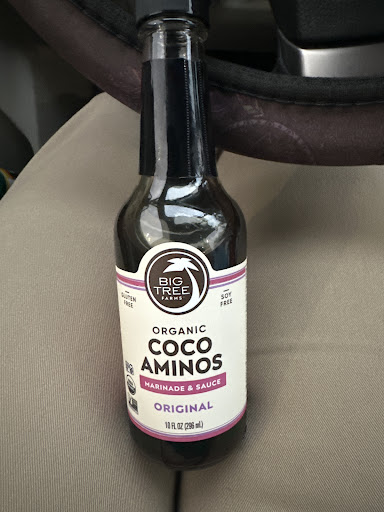 BIG
TREE
FARMS
GLUTEN
FREE
SOY
FREE
ORGANIC
COCO
AMINOS
MARINADE & SAUCE
ORIGINAL
10 FL OZ (296 mL)